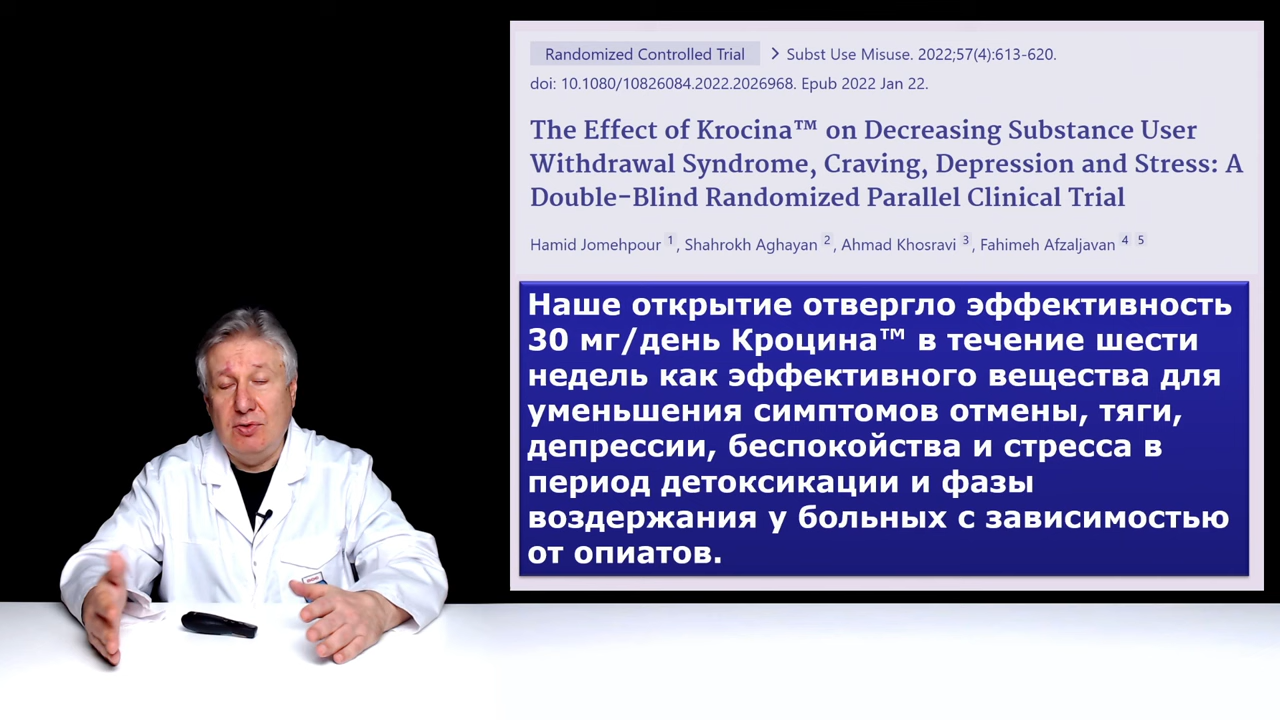 Randomized Controlled Trial > Subst Use Misuse. 2022;57(4):613-620.
doi: 10.1080/10826084.2022.2026968. Epub 2022 Jan 22.
The Effect of Krocina™ on Decreasing Substance User
Withdrawal Syndrome, Craving, Depression and Stress: A
Double-Blind Randomized Parallel Clinical Trial
Hamid Jomehpour 1, Shahrokh Aghayan 2, Ahmad Khosravi 3, Fahimeh Afzaljavan 4 5
Наше открытие отвергло эффективность
30 мг/день Кроцина™ в течение шести
недель как эффективного вещества для
уменьшения симптомов отмены, тяги,
депрессии, беспокойства и стресса в
период детоксикации и фазы
воздержания у больных с зависимостью
от опиатов.